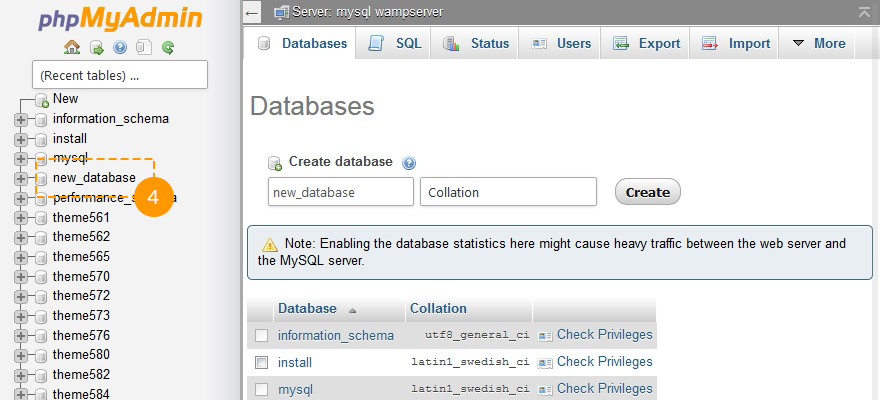 phpMyAdmin
(Recent tables) ...
New
information_schema
install
mysql
new_database
4
theme561
theme562
theme565
theme570
theme572
theme573
theme576
theme580
theme582
theme584
Server: mysql wampserver
Databases SQL Status Users Export Import More
Databases
Create database
new_database Collation Create
Note: Enabling the database statistics here might cause heavy traffic between the web server and
the MySQL server.
Database Collation
information_schema utf8_general_ci Check Privileges
install latin1_swedish_ci Check Privileges
mysql latin1_swedish_ci Check Privileges